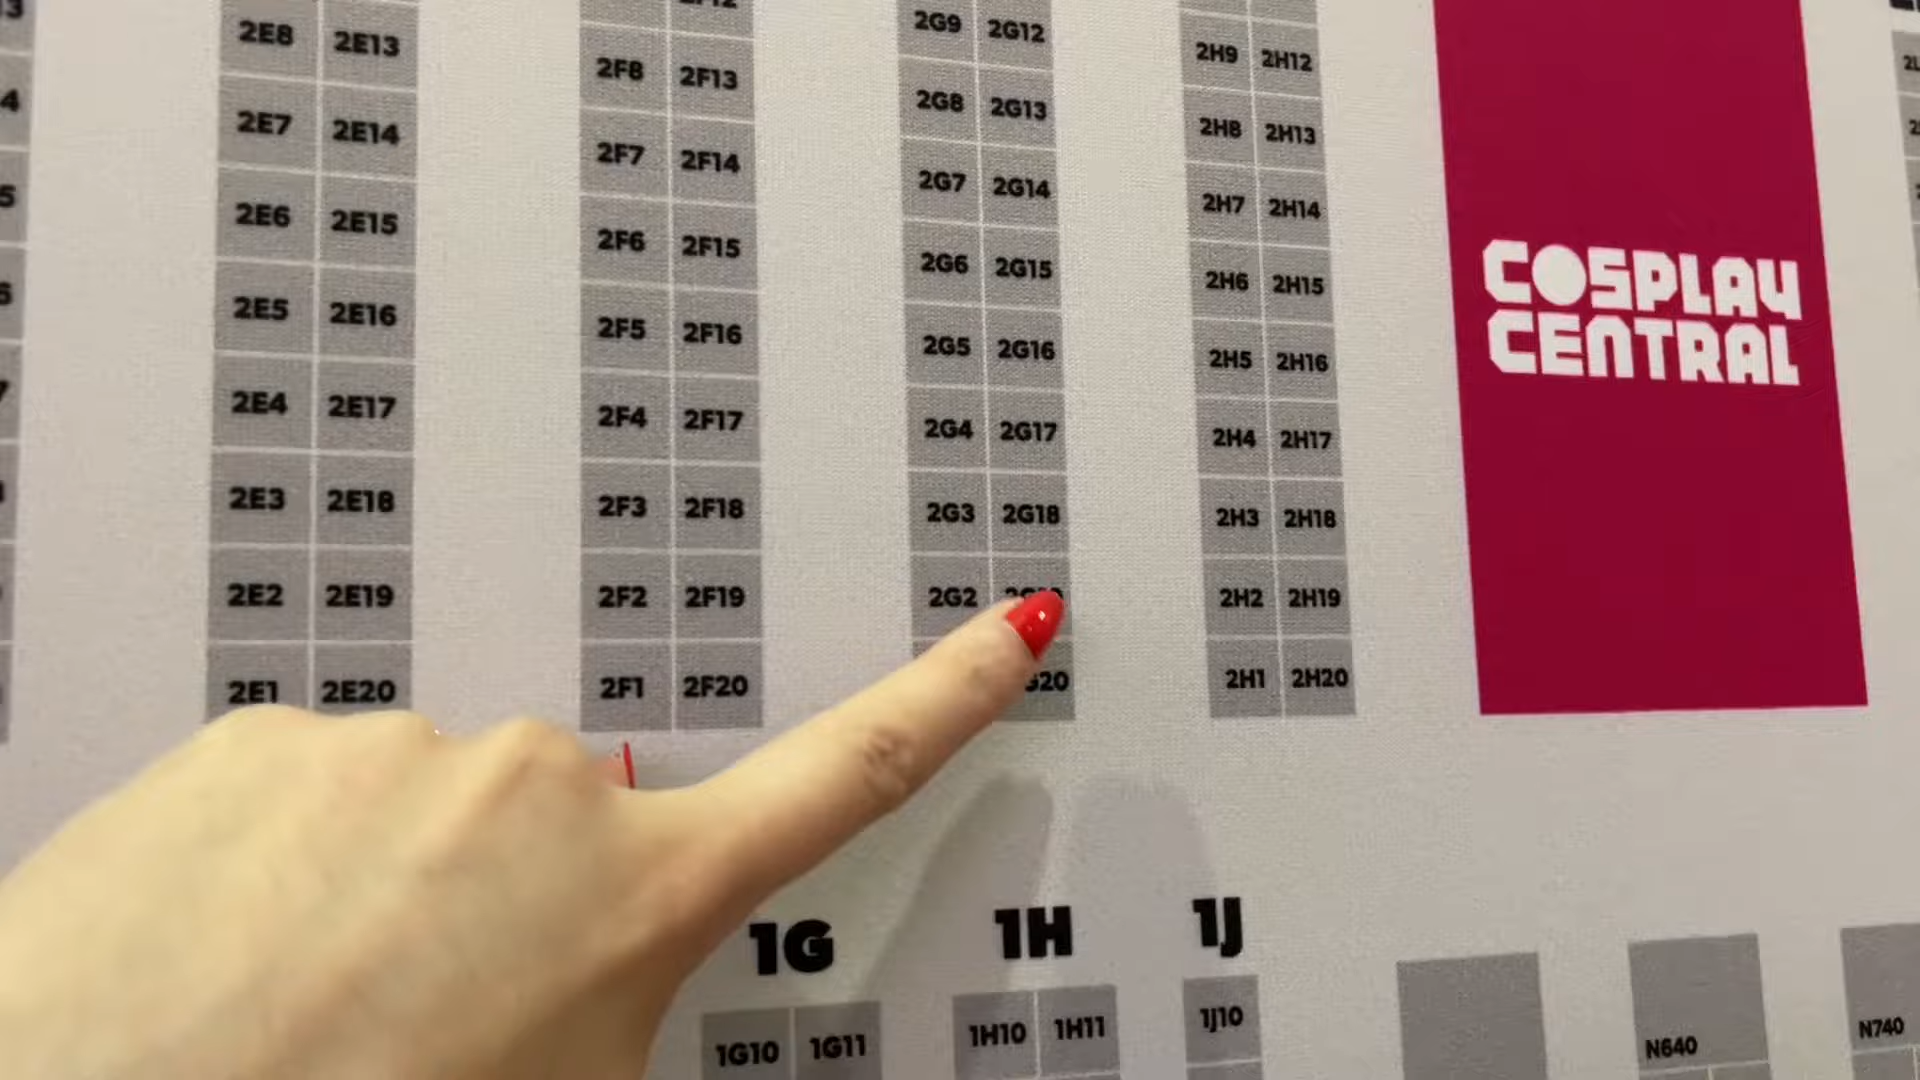 2E8 2E13
2E7 2E14
2E6 2E15
2E5 2E16
2E4 2E17
2E3 2E18
2E2 2E19
2E1 2E20
2F8 2F13
2F7 2F14
2F6 2F15
2F5 2F16
2F4 2F17
2F3 2F18
2F2 2F19
2F1 2F20
2G9 2G12
2G8 2G13
2G7 2G14
2G6 2G15
2G5 2G16
2G4 2G17
2G3 2G18
2G2
2H9 2H12
2H8 2H13
2H7 2H14
2H6 2H15
2H5 2H16
2H4 2H17
2H3 2H18
2H2 2H19
2H1 2H20
COSPLAY
CENTRAL
1G 1H 1J
1G10 1G11 1H10 1H11 1J10
N640 N740